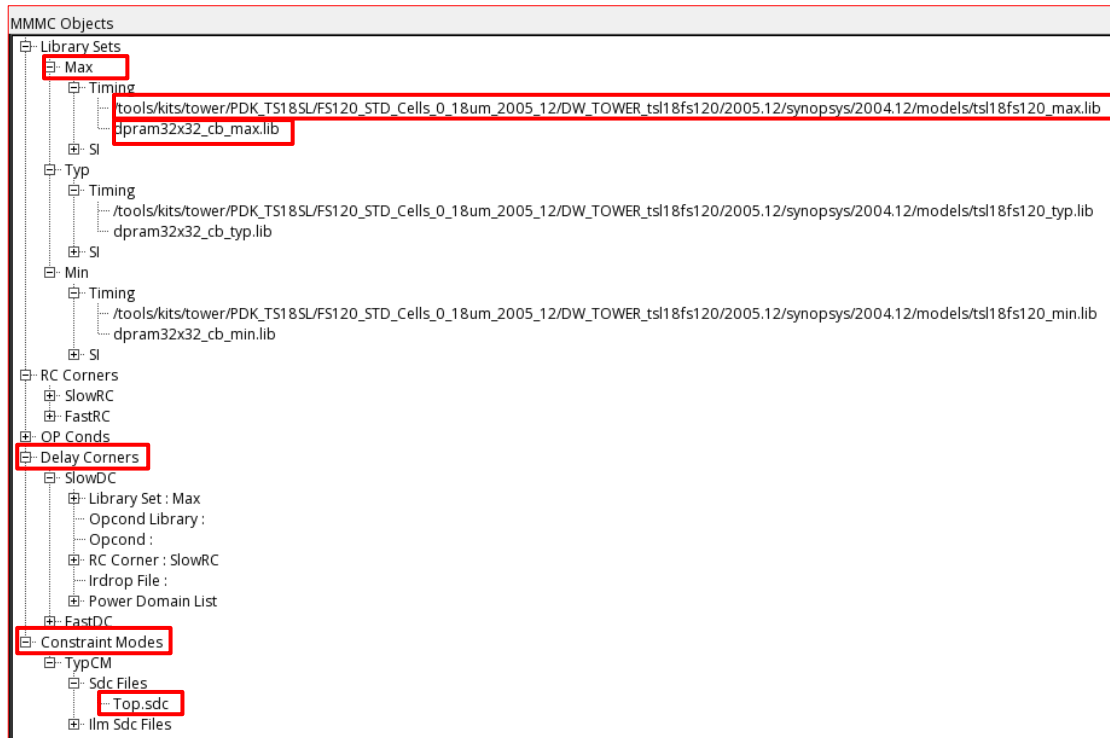 MMMC Objects
Library Sets
Max
Timing
/tools/kits/tower/PDK_TS18SL/FS120_STD_Cells_0_18um_2005_12/DW_TOWER_tsl18fs120/2005.12/synopsys/2004.12/models/tsl18fs120_max.lib
dpram32x32_cb_max.lib
SI
Typ
Timing
/tools/kits/tower/PDK_TS18SL/FS120_STD_Cells_0_18um_2005_12/DW_TOWER_tsl18fs120/2005.12/synopsys/2004.12/models/tsl18fs120_typ.lib
dpram32x32_cb_typ.lib
SI
Min
Timing
/tools/kits/tower/PDK_TS18SL/FS120_STD_Cells_0_18um_2005_12/DW_TOWER_tsl18fs120/2005.12/synopsys/2004.12/models/tsl18fs120_min.lib
dpram32x32_cb_min.lib
SI
RC Corners
SlowRC
FastRC
OP Conds
Delay Corners
SlowDC
Library Set : Max
Opcond Library :
Opcond :
RC Corner : SlowRC
Irdrop File :
Power Domain List
FastDC
Constraint Modes
TypCM
Sdc Files
Top.sdc
Ilm Sdc Files